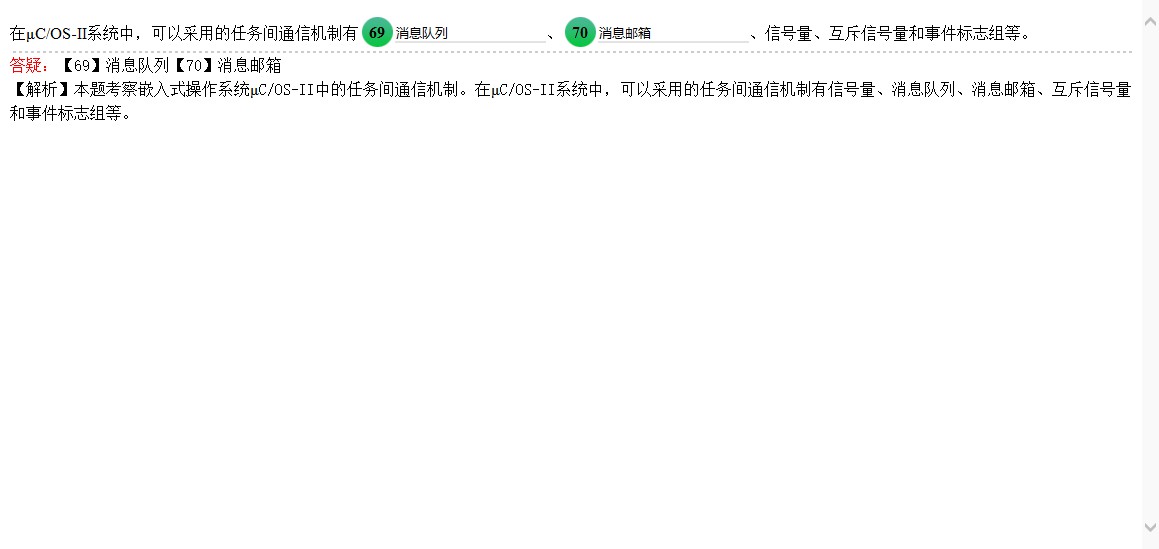 在μC/OS-II系统中，可以采用的任务间通信机制有 69 消息队列 、 70 消息邮箱 、信号量、互斥信号量和事件标志组等。
答疑：【69】消息队列【70】消息邮箱
【解析】本题考察嵌入式操作系统μC/OS-II中的任务间通信机制。在μC/OS-II系统中，可以采用的任务间通信机制有信号量、消息队列、消息邮箱、互斥信号量
和事件标志组等。